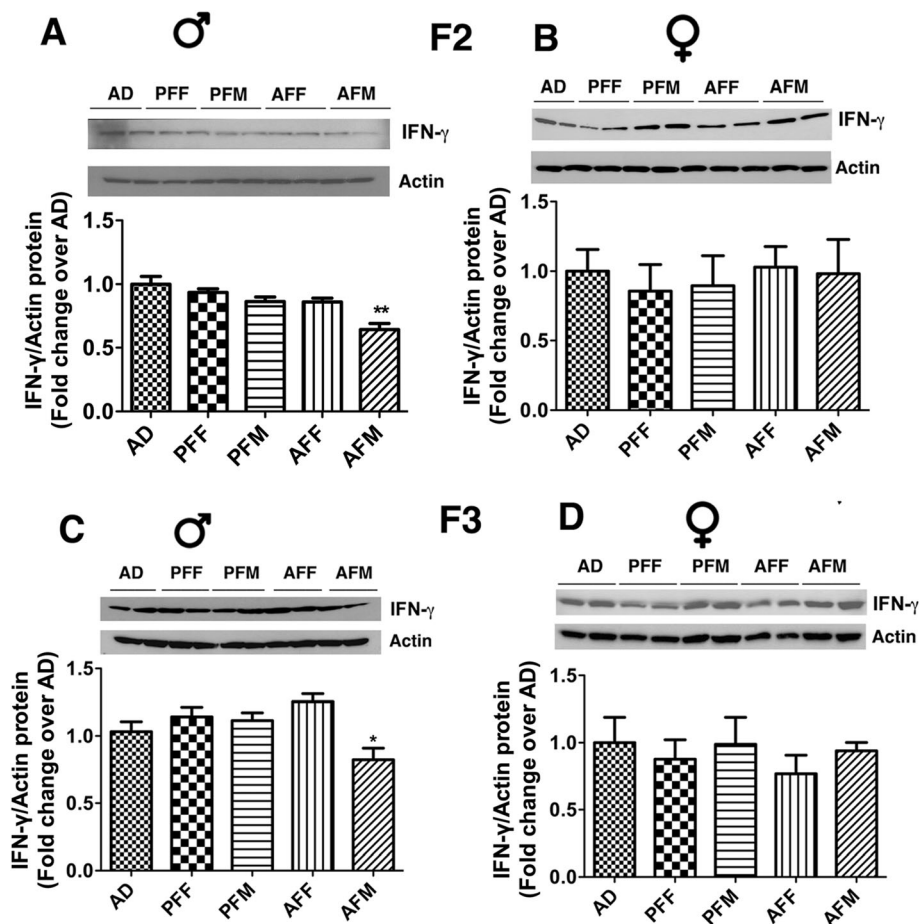 A ♂ F2 B ♀
AD PFF PFM AFF AFM
IFN-γ
Actin
IFN-γ/Actin protein
(Fold change over AD)
1.5
1.0
0.5
0.0
**
AD PFF PFM AFF AFM
AD PFF PFM AFF AFM
IFN-γ
Actin
IFN-γ/Actin protein
(Fold change over AD)
1.5
1.0
0.5
0.0
AD PFF PFM AFF AFM
C ♂ F3 D ♀
AD PFF PFM AFF AFM
IFN-γ
Actin
IFN-γ/Actin protein
(Fold change over AD)
1.5
1.0
0.5
0.0
*
AD PFF PFM AFF AFM
AD PFF PFM AFF AFM
IFN-γ
Actin
IFN-γ/Actin protein
(Fold change over AD)
1.5
1.0
0.5
0.0
AD PFF PFM AFF AFM